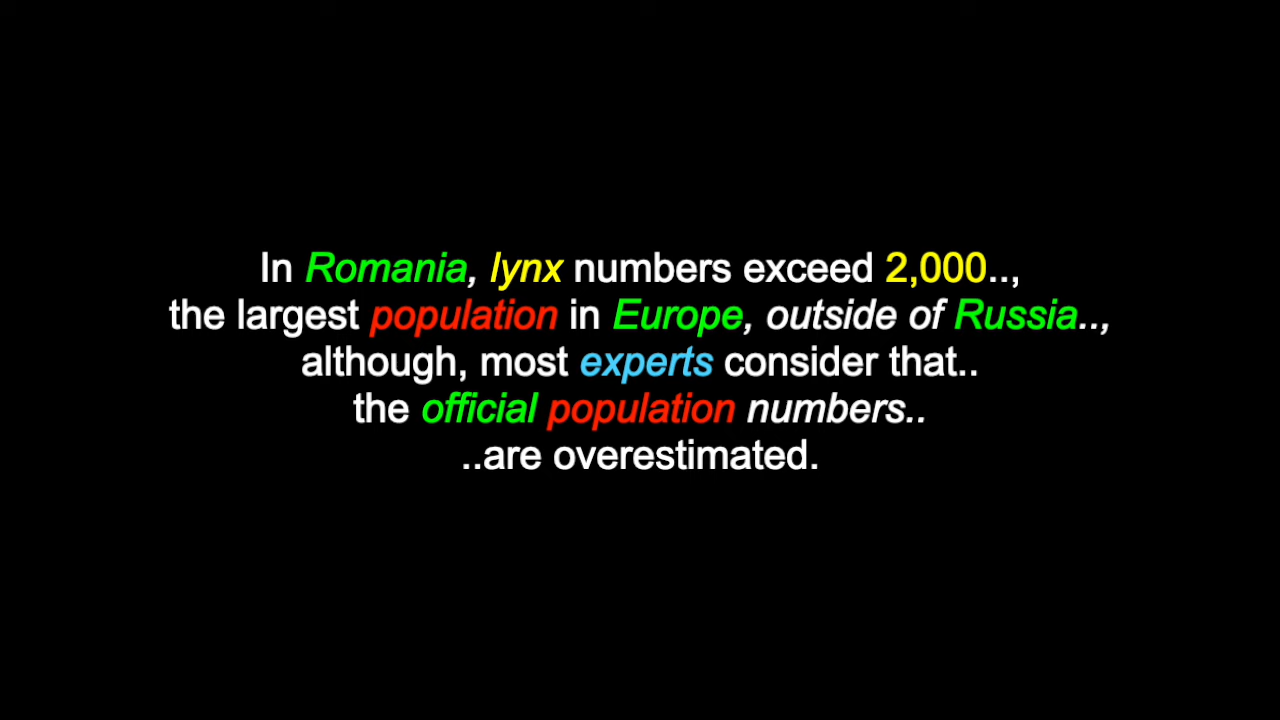 In Romania, lynx numbers exceed 2,000..,
the largest population in Europe, outside of Russia..,
although, most experts consider that..
the official population numbers..
..are overestimated.